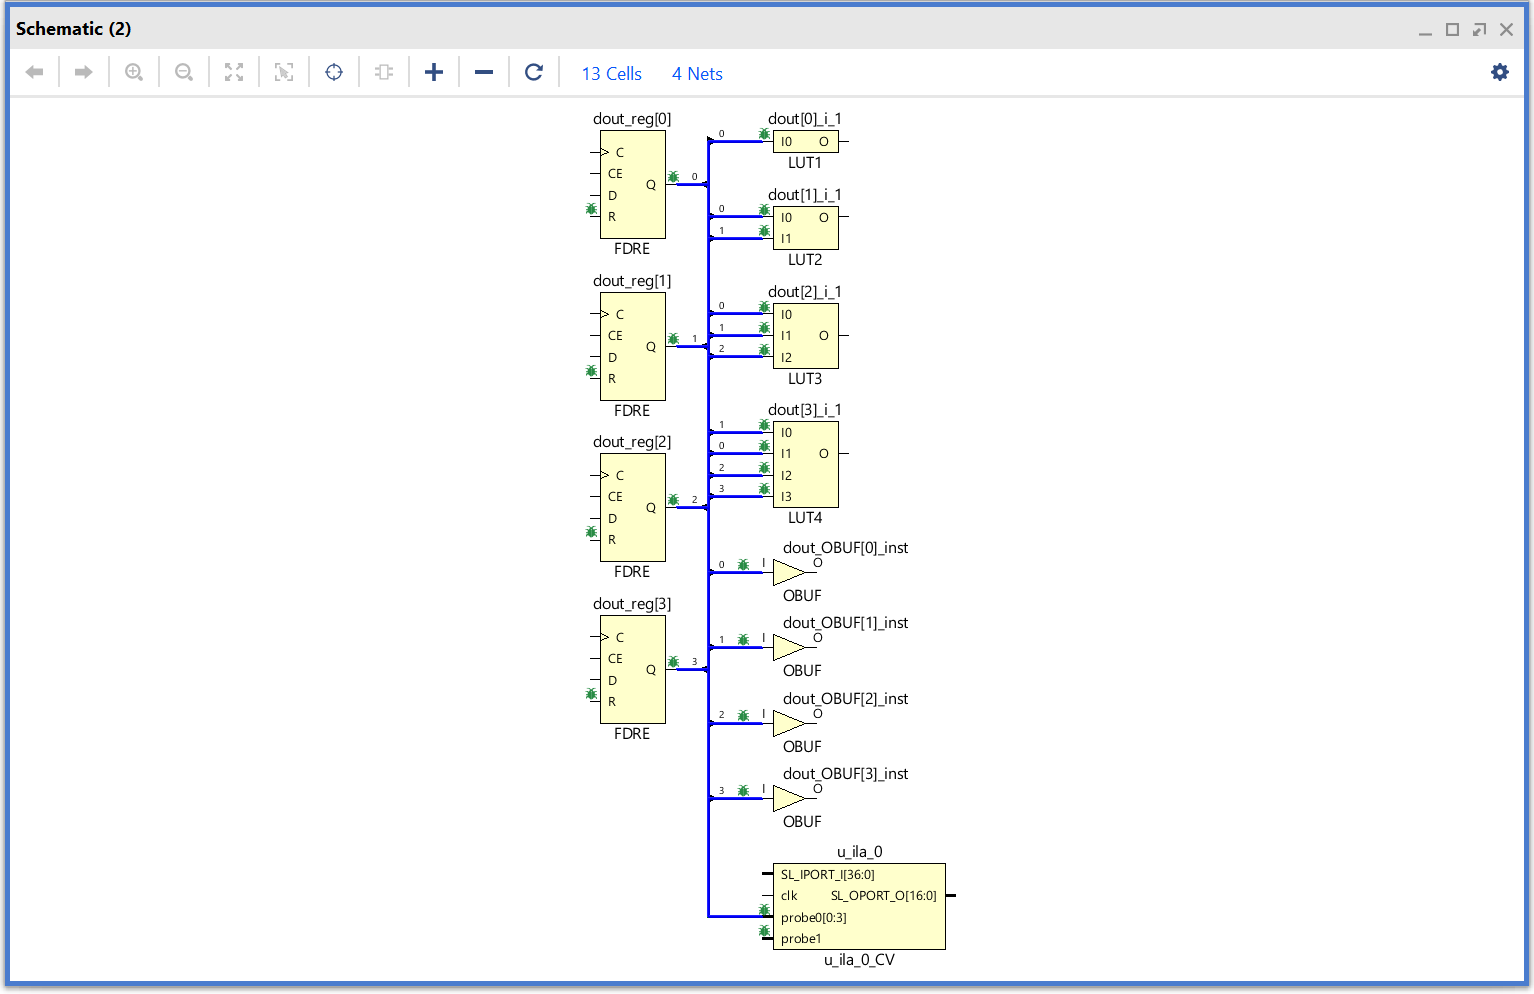 Schematic (2)
13 Cells 4 Nets
dout_reg[0]
C
CE
D
R
Q
0
FDRE
dout_reg[1]
C
CE
D
R
Q
1
FDRE
dout_reg[2]
C
CE
D
R
Q
2
FDRE
dout_reg[3]
C
CE
D
R
Q
3
FDRE
dout[0]_i_1
0
I0 O
LUT1
dout[1]_i_1
0
I0 O
1
I1
LUT2
dout[2]_i_1
0
I0
1
I1 O
2
I2
LUT3
dout[3]_i_1
1
I0
0
I1 O
2
I2
3
I3
LUT4
dout_OBUF[0]_inst
0 I O
OBUF
dout_OBUF[1]_inst
1 I O
OBUF
dout_OBUF[2]_inst
2 I O
OBUF
dout_OBUF[3]_inst
3 I O
OBUF
u_ila_0
SL_IPORT_I[36:0]
clk SL_OPORT_O[16:0]
probe0[0:3]
probe1
u_ila_0_CV